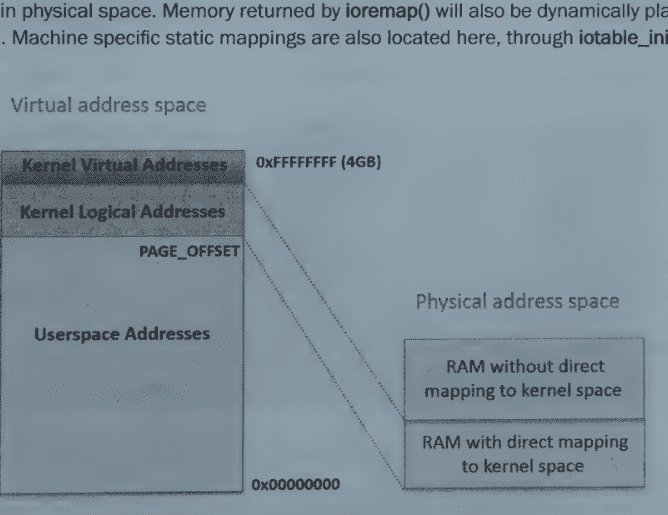 in physical space. Memory returned by ioremap() will also be dynamically pla
. Machine specific static mappings are also located here, through iotable_ini
Virtual address space
Kernel Virtual Addresses
0xFFFFFFFF (4GB)
Kernel Logical Addresses
PAGE_OFFSET
Physical address space
Userspace Addresses
RAM without direct
mapping to kernel space
RAM with direct mapping
to kernel space
0x00000000